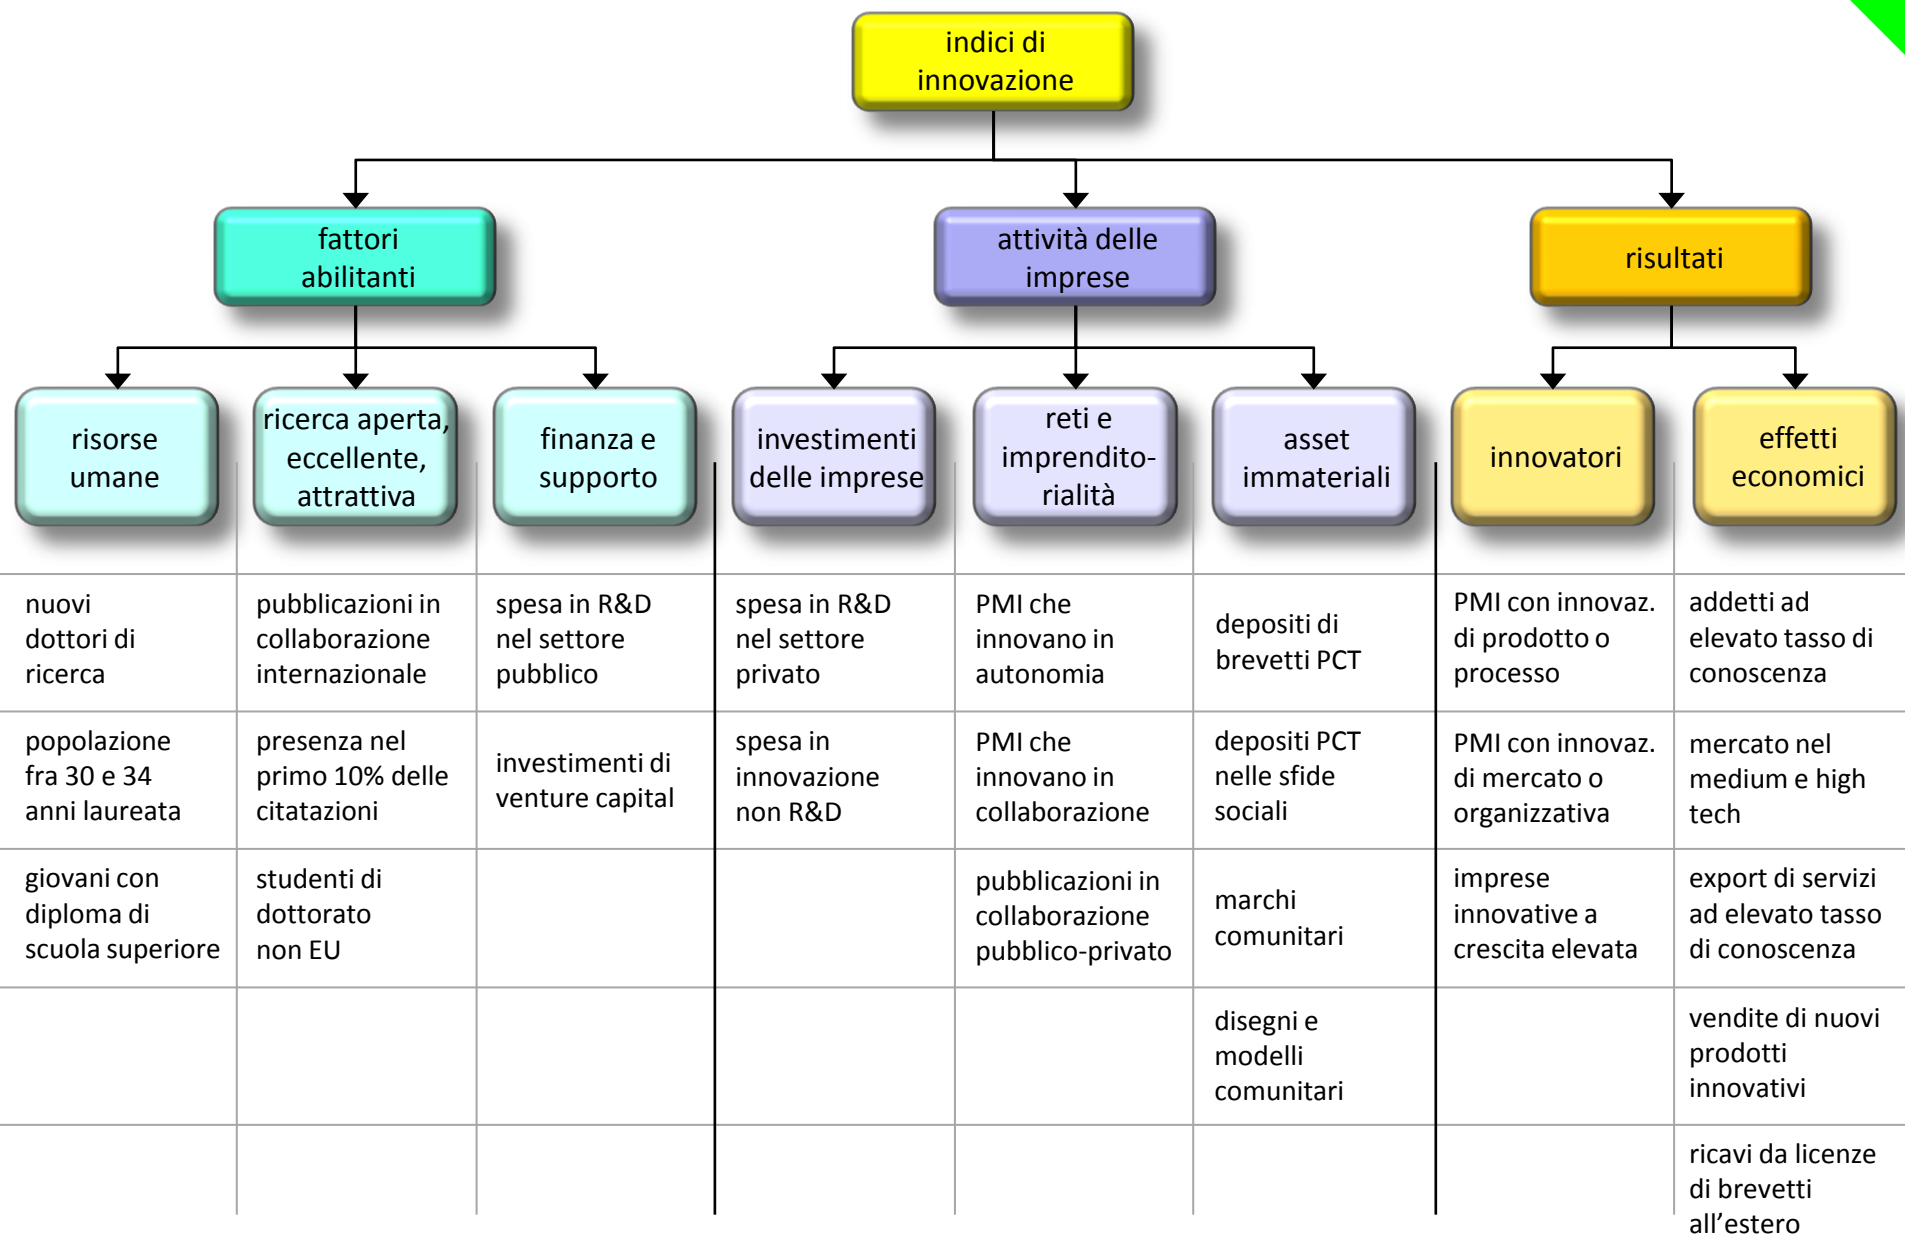 indici di
innovazione
fattori
abilitanti
attività delle
imprese
risultati
risorse
umane
ricerca aperta,
eccellente,
attrattiva
finanza e
supporto
investimenti
delle imprese
reti e
imprendito-
rialità
asset
immateriali
innovatori
effetti
economici
nuovi
dottori di
ricerca
pubblicazioni in
collaborazione
internazionale
spesa in R&D
nel settore
pubblico
spesa in R&D
nel settore
privato
PMI che
innovano in
autonomia
depositi di
brevetti PCT
PMI con innovaz.
di prodotto o
processo
addetti ad
elevato tasso di
conoscenza
popolazione
fra 30 e 34
anni laureata
presenza nel
primo 10% delle
citatazioni
investimenti di
venture capital
spesa in
innovazione
non R&D
PMI che
innovano in
collaborazione
depositi PCT
nelle sfide
sociali
PMI con innovaz.
di mercato o
organizzativa
mercato nel
medium e high
tech
giovani con
diploma di
scuola superiore
studenti di
dottorato
non EU
pubblicazioni in
collaborazione
pubblico-privato
marchi
comunitari
imprese
innovative a
crescita elevata
export di servizi
ad elevato tasso
di conoscenza
disegni e
modelli
comunitari
vendite di nuovi
prodotti
innovativi
ricavi da licenze
di brevetti
all’estero